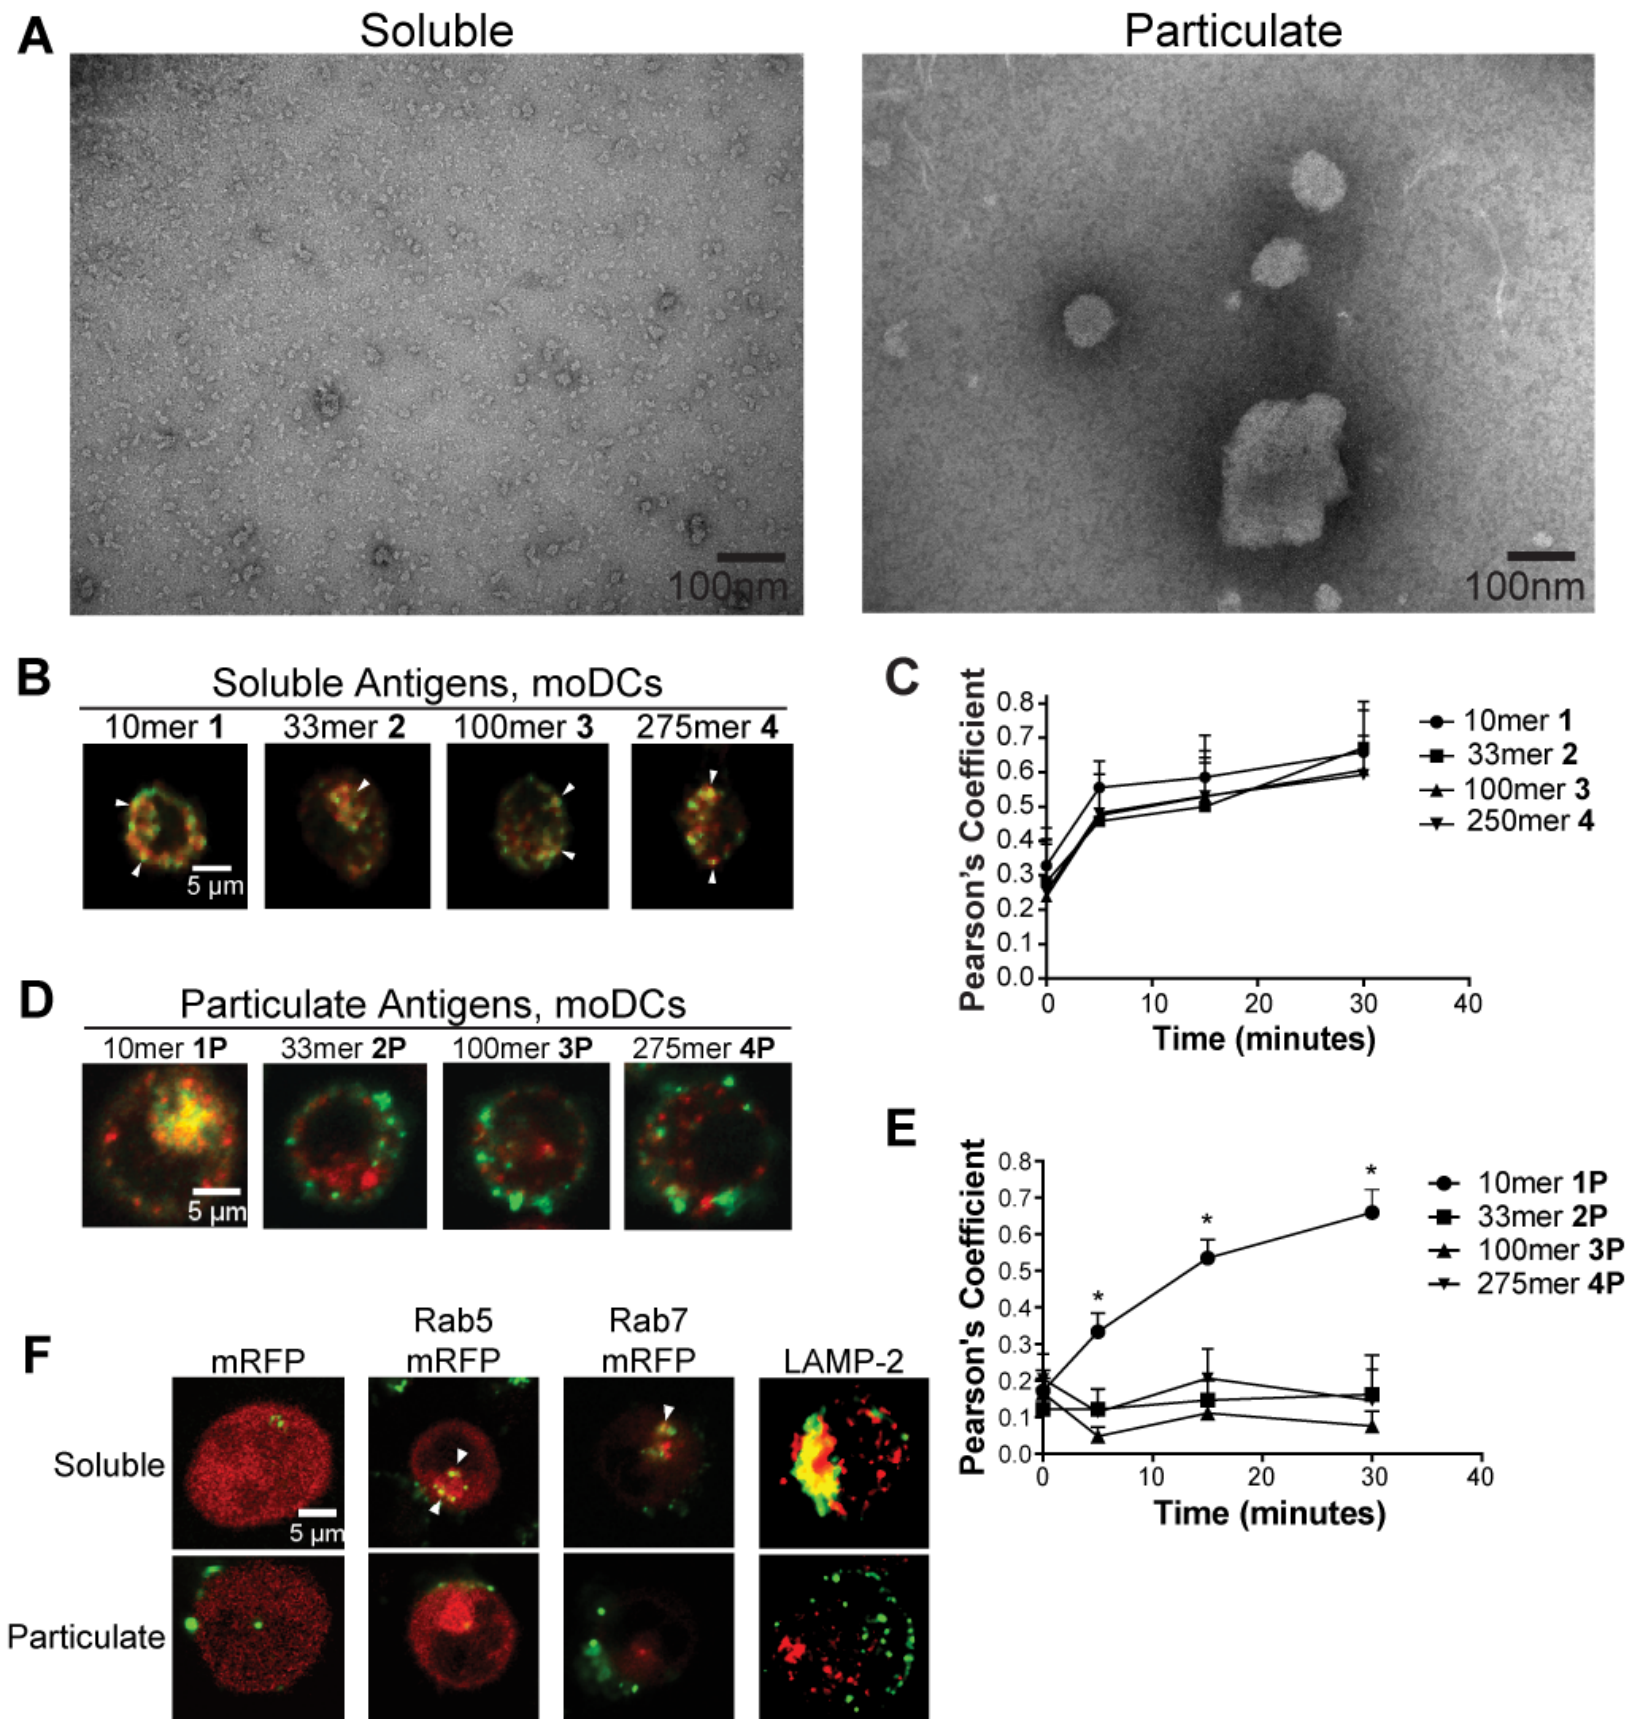 A
Soluble
Particulate
100nm
100nm
B
Soluble Antigens, moDCs
10mer 1
33mer 2
100mer 3
275mer 4
5 μm
C
Pearson's Coefficient
0.8
0.7
0.6
0.5
0.4
0.3
0.2
0.1
0.0
0
10
20
30
40
Time (minutes)
10mer 1
33mer 2
100mer 3
250mer 4
D
Particulate Antigens, moDCs
10mer 1P
33mer 2P
100mer 3P
275mer 4P
5 μm
E
Pearson's Coefficient
0.8
0.7
0.6
0.5
0.4
0.3
0.2
0.1
0.0
0
10
20
30
40
Time (minutes)
*
*
*
10mer 1P
33mer 2P
100mer 3P
275mer 4P
F
mRFP
Rab5
mRFP
Rab7
mRFP
LAMP-2
Soluble
5 μm
Particulate